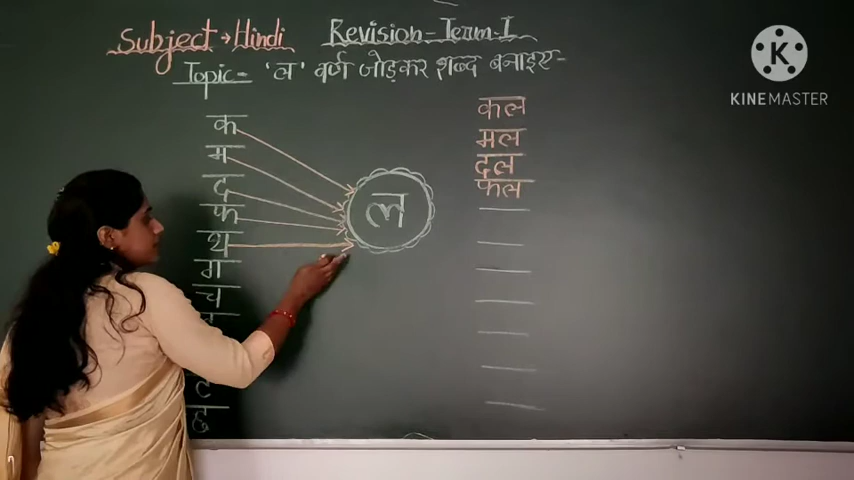 Subject → Hindi
Revision - Term - I
Topic - 'ल' वर्ण जोड़कर शब्द बनाइए -
क
म
द
फ
थ
ग
च
ट
ह
ल
कल
मल
दल
फल
K
KINEMASTER